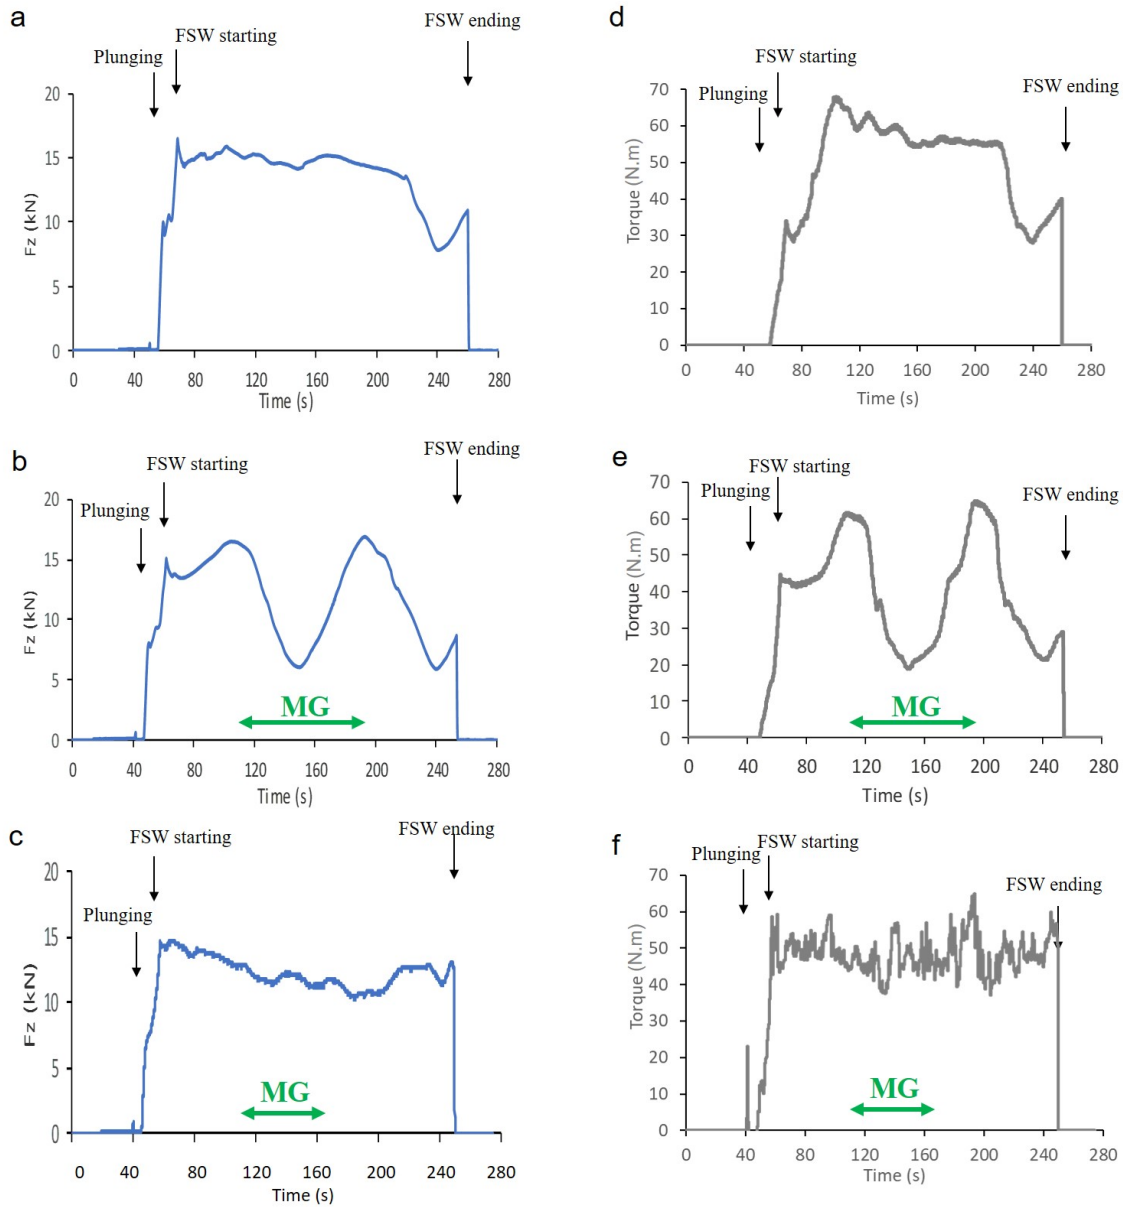 a
FSW ending
FSW starting
Plunging
20
15
10
5
0
Fz (kN)
0 40 80 120 160 200 240 280
Time (s)
d
FSW starting
FSW ending
Plunging
70
60
50
40
30
20
10
0
Torque (N.m)
0 40 80 120 160 200 240 280
Time (s)
b
FSW ending
FSW starting
Plunging
20
15
10
5
0
Fz (kN)
MG
0 40 80 120 160 200 240 280
Time (s)
e
FSW starting
Plunging
FSW ending
70
60
50
40
30
20
10
0
Torque (N.m)
MG
0 40 80 120 160 200 240 280
Time (s)
c
FSW ending
FSW starting
Plunging
20
15
10
5
0
Fz (kN)
MG
0 40 80 120 160 200 240 280
Time (s)
f
FSW starting
Plunging
FSW ending
70
60
50
40
30
20
10
0
Torque (N.m)
MG
0 40 80 120 160 200 240 280
Time (s)